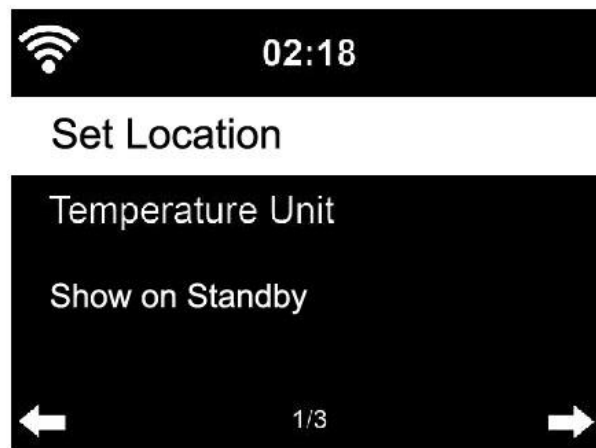 02:18
Set Location
Temperature Unit
Show on Standby
1/3